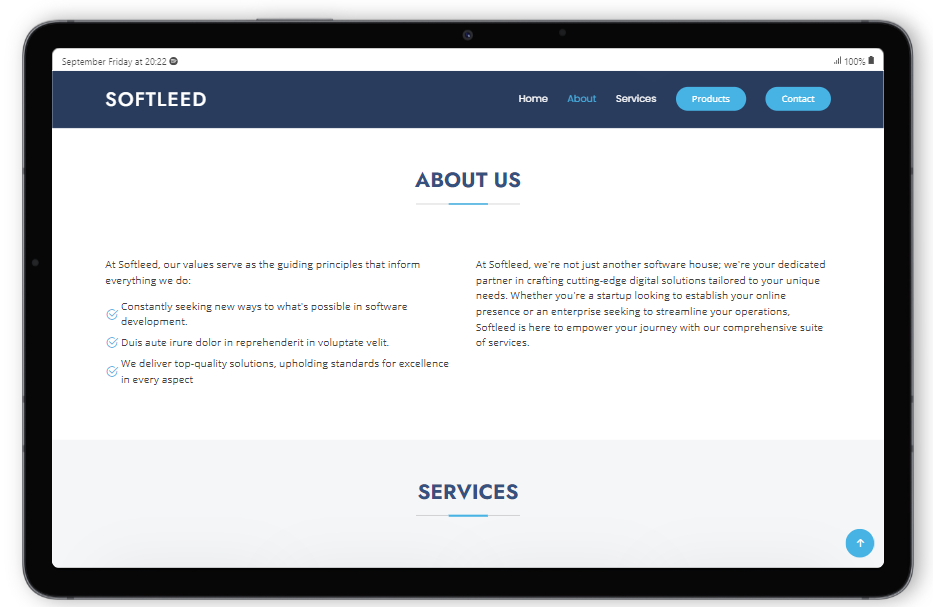 September Friday at 20:22
100%
SOFTLEED
Home About Services Products Contact
ABOUT US
At Softleed, our values serve as the guiding principles that inform
everything we do:
Constantly seeking new ways to what's possible in software
development.
Duis aute irure dolor in reprehenderit in voluptate velit.
We deliver top-quality solutions, upholding standards for excellence
in every aspect
At Softleed, we're not just another software house; we're your dedicated
partner in crafting cutting-edge digital solutions tailored to your unique
needs. Whether you're a startup looking to establish your online
presence or an enterprise seeking to streamline your operations,
Softleed is here to empower your journey with our comprehensive suite
of services.
SERVICES